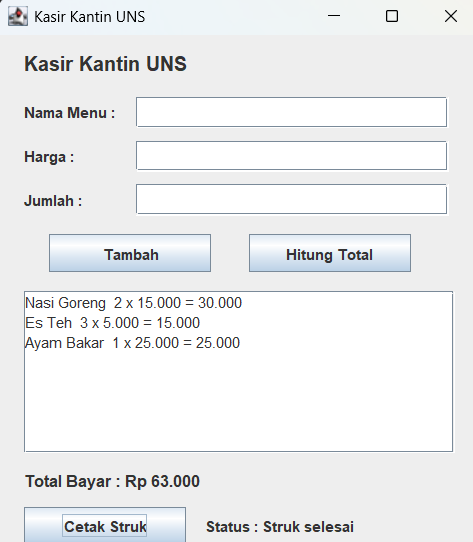 Kasir Kantin UNS
Kasir Kantin UNS
Nama Menu :
Harga :
Jumlah :
Tambah Hitung Total
Nasi Goreng 2 x 15.000 = 30.000
Es Teh 3 x 5.000 = 15.000
Ayam Bakar 1 x 25.000 = 25.000
Total Bayar : Rp 63.000
Cetak Struk Status : Struk selesai